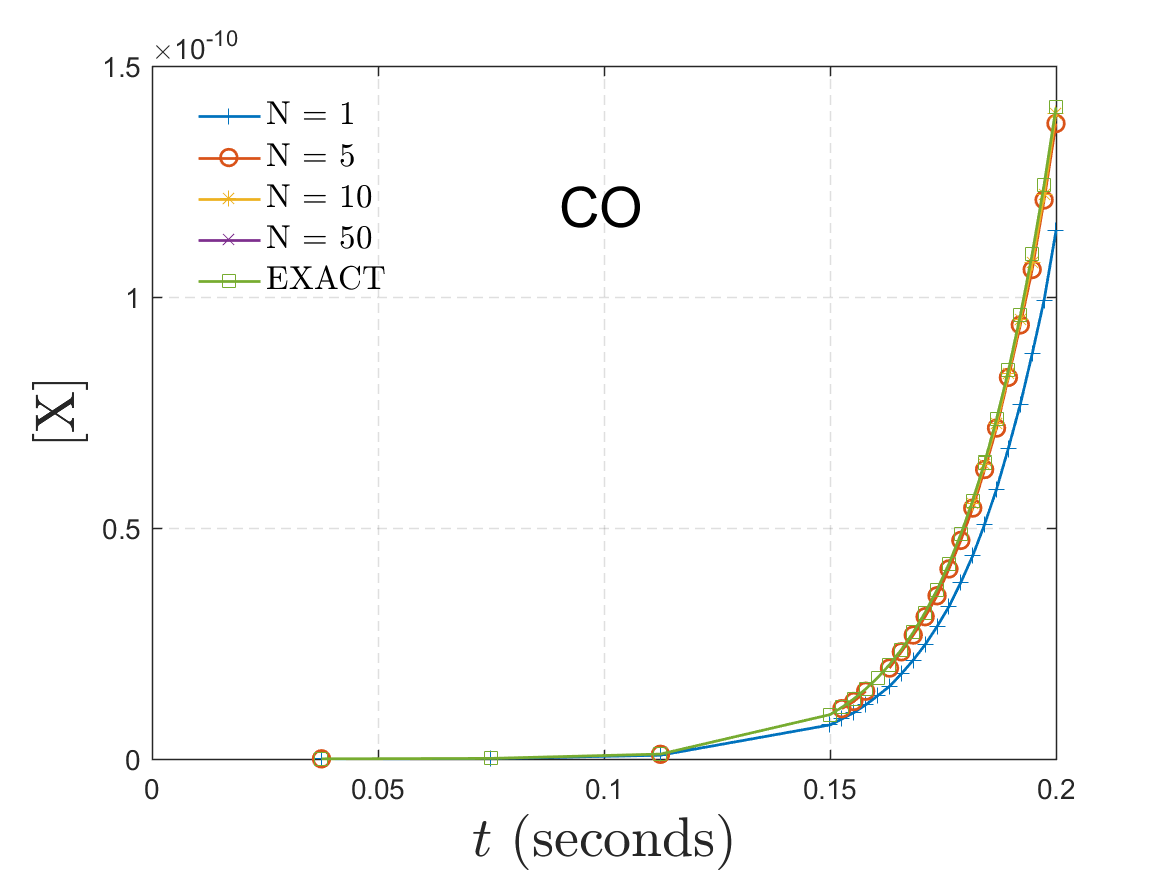 ×10-10
1.5
1
0.5
0
[X]
N = 1
N = 5
N = 10
N = 50
EXACT
CO
0 0.05 0.1 0.15 0.2
t (seconds)